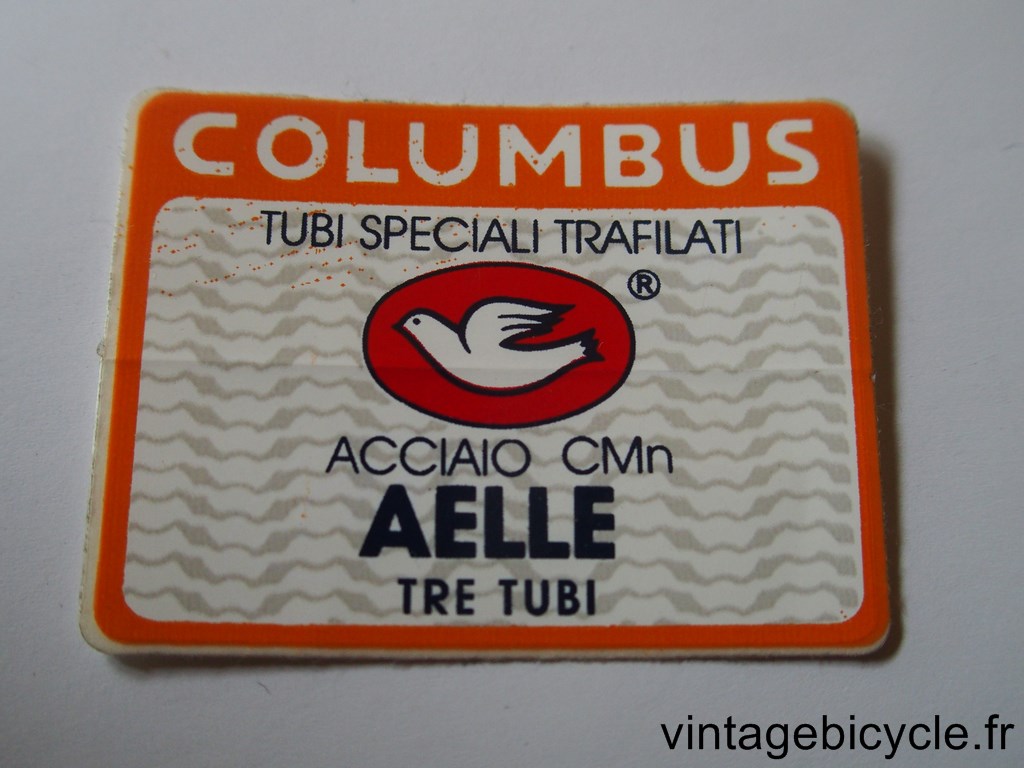 COLUMBUS
TUBI SPECIALI TRAFILATI
®
ACCIAIO CMn
AELLE
TRE TUBI
vintagebicycle.fr